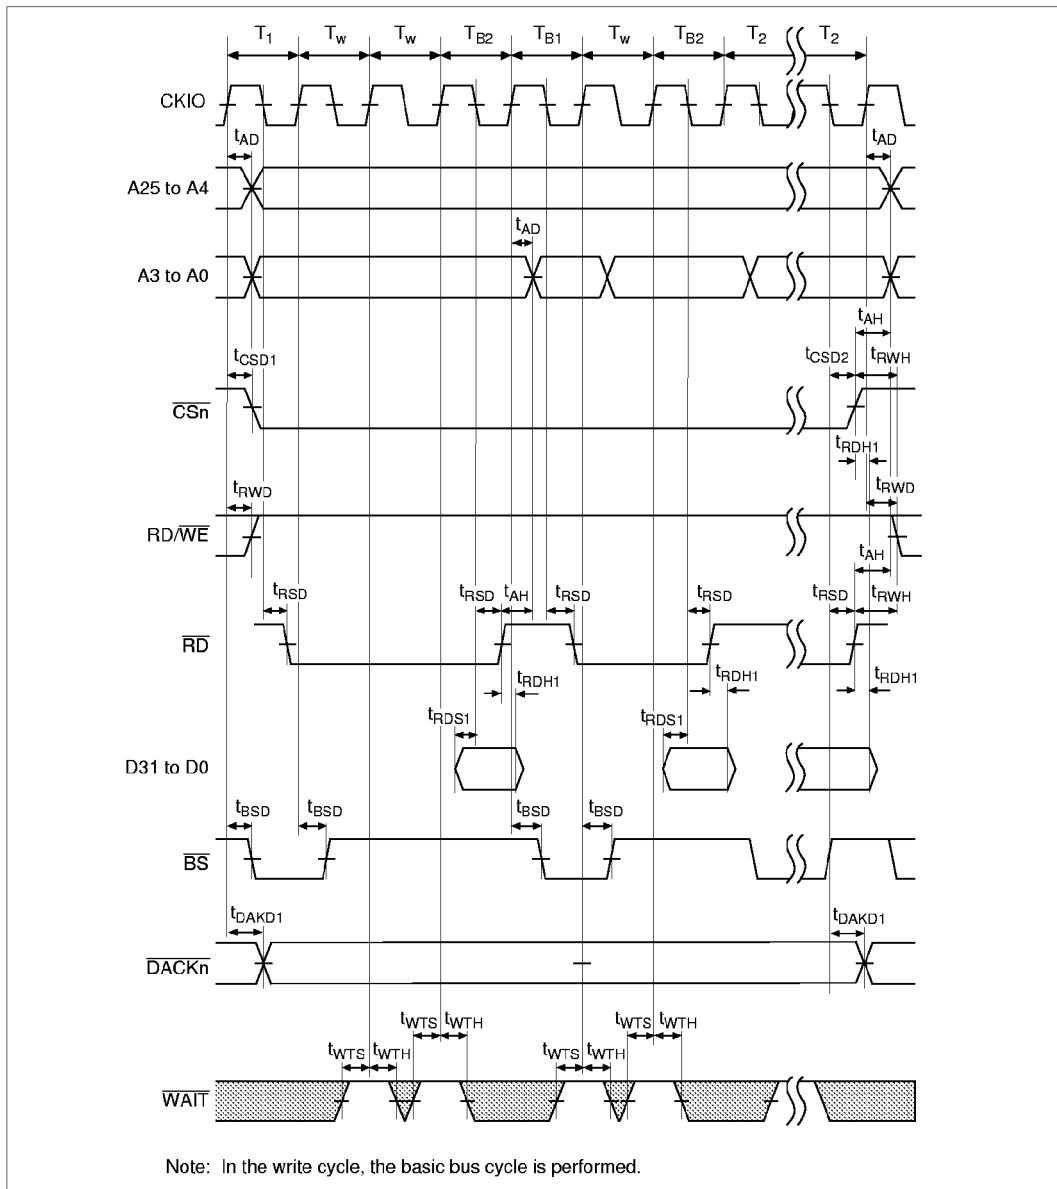 T1 Tw Tw TB2 TB1 Tw TB2 T2 T2
CKIO
tAD tAD
A25 to A4
tAD
A3 to A0
tAH
tCSD1 tCSD2 tRWH
CSn
tRDH1
tRWD tRWD
RD/WE
tAH
tRSD tRSD tAH tRSD tRSD tRSD tRWH
RD
tRDH1 tRDH1 tRDH1
tRDS1 tRDS1
D31 to D0
tBSD tBSD tBSD tBSD
BS
tDAKD1 tDAKD1
DACKn
tWTS tWTH tWTS tWTH
tWTS tWTH tWTS tWTH
WAIT
Note: In the write cycle, the basic bus cycle is performed.